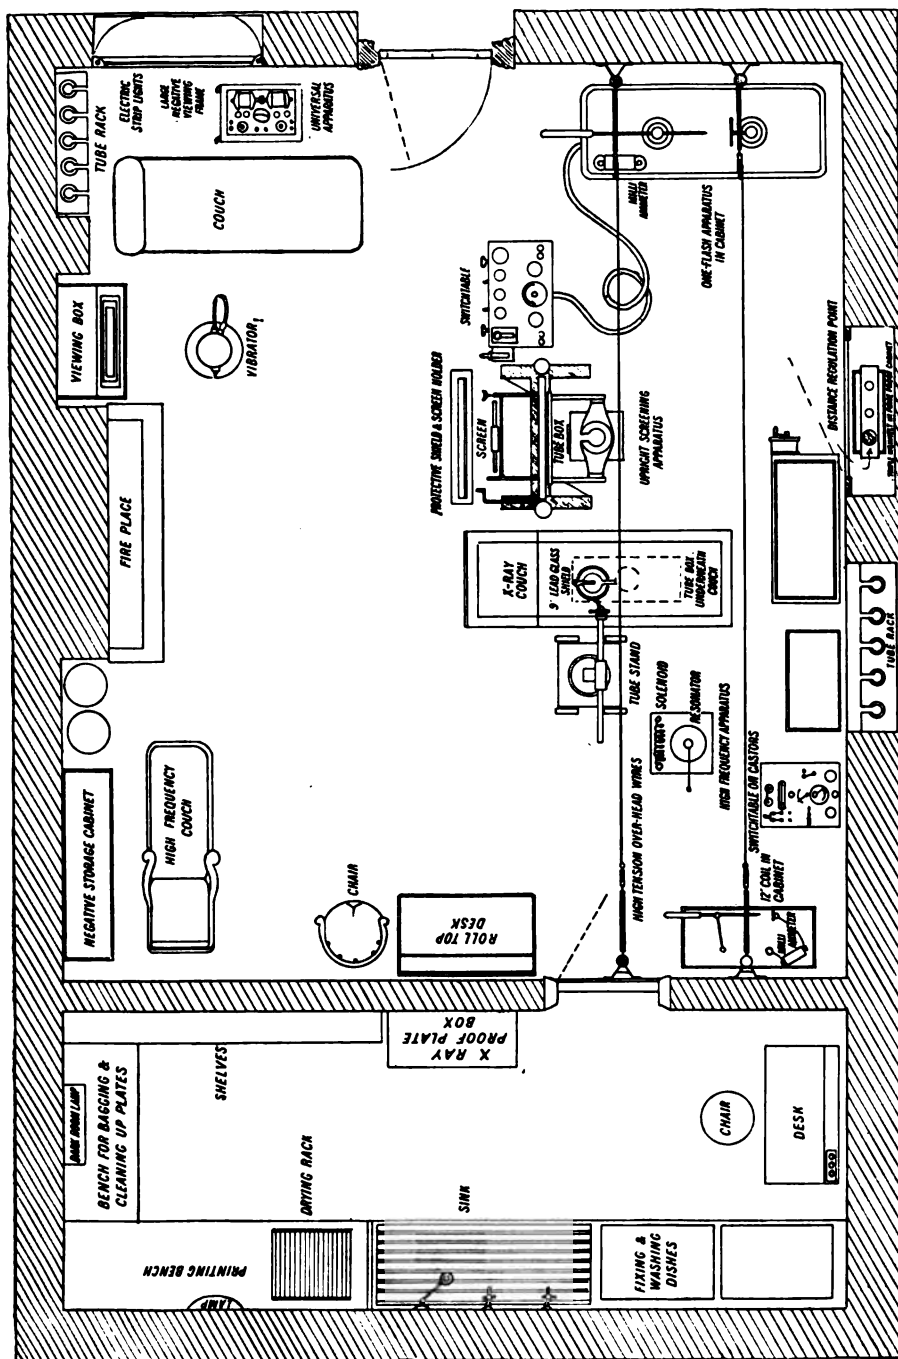 ELECTRIC
STRIP LIGHTS
LARGE
NEGATIVE
VIEWING
FRAME
UNIVERSAL
APPARATUS
TUBE RACK
COUCH
MILLI
AMMETER
ONE-FLASH APPARATUS
IN CABINET
SWITCHTABLE
VIEWING BOX
VIBRATOR
PROTECTIVE SHIELD & SCREEN HOLDER
SCREEN
TUBE BOX
UPRIGHT SCREENING
APPARATUS
DISTANCE REGULATION POINT
FIRE PLACE
X-RAY
COUCH
9" LEAD GLASS
SHIELD
TUBE BOX
UNDERNEATH
COUCH
TUBE STAND
TUBE RACK
SOLENOID
RESONATOR
HIGH FREQUENCY APPARATUS
HIGH TENSION OVER-HEAD WIRES
SWITCHTABLE ON CASTORS
NEGATIVE STORAGE CABINET
HIGH FREQUENCY
COUCH
CHAIR
ROLL TOP
DESK
12" COIL IN
CABINET
MILLI
AMMETER
X RAY
PROOF PLATE
BOX
SHELVES
DARK ROOM LAMP
BENCH FOR BAGGING &
CLEANING UP PLATES
CHAIR
DESK
DRYING RACK
SINK
PRINTING BENCH
LAMP
FIXING &
WASHING
DISHES